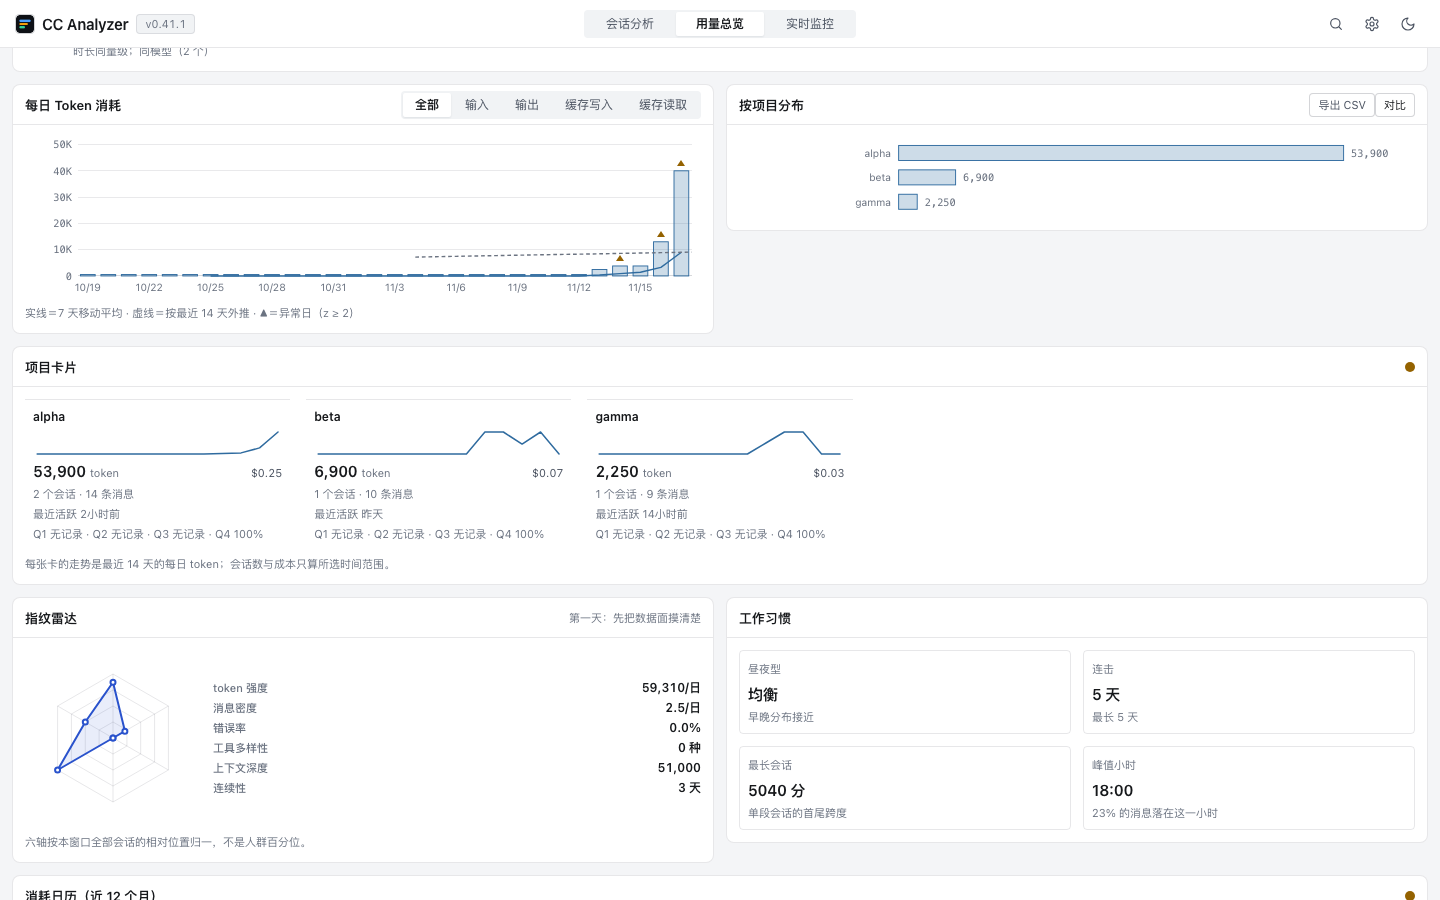 CC Analyzer v0.41.1 会话分析 用量总览 实时监控
时长同量级；同模型（2 个）
每日 Token 消耗 全部 输入 输出 缓存写入 缓存读取
50K
40K
30K
20K
10K
0
10/19 10/22 10/25 10/28 10/31 11/3 11/6 11/9 11/12 11/15
实线＝7 天移动平均 · 虚线＝按最近 14 天外推 · ▲＝异常日（z ≥ 2）
按项目分布 导出 CSV 对比
alpha 53,900
beta 6,900
gamma 2,250
项目卡片
alpha
53,900 token $0.25
2 个会话 · 14 条消息
最近活跃 2小时前
Q1 无记录 · Q2 无记录 · Q3 无记录 · Q4 100%
beta
6,900 token $0.07
1 个会话 · 10 条消息
最近活跃 昨天
Q1 无记录 · Q2 无记录 · Q3 无记录 · Q4 100%
gamma
2,250 token $0.03
1 个会话 · 9 条消息
最近活跃 14小时前
Q1 无记录 · Q2 无记录 · Q3 无记录 · Q4 100%
每张卡的走势是最近 14 天的每日 token；会话数与成本只算所选时间范围。
指纹雷达 第一天：先把数据面摸清楚
token 强度 59,310/日
消息密度 2.5/日
错误率 0.0%
工具多样性 0 种
上下文深度 51,000
连续性 3 天
六轴按本窗口全部会话的相对位置归一，不是人群百分位。
工作习惯
昼夜型
均衡
早晚分布接近
连击
5 天
最长 5 天
最长会话
5040 分
单段会话的首尾跨度
峰值小时
18:00
23% 的消息落在这一小时
消耗日历（近 12 个月）